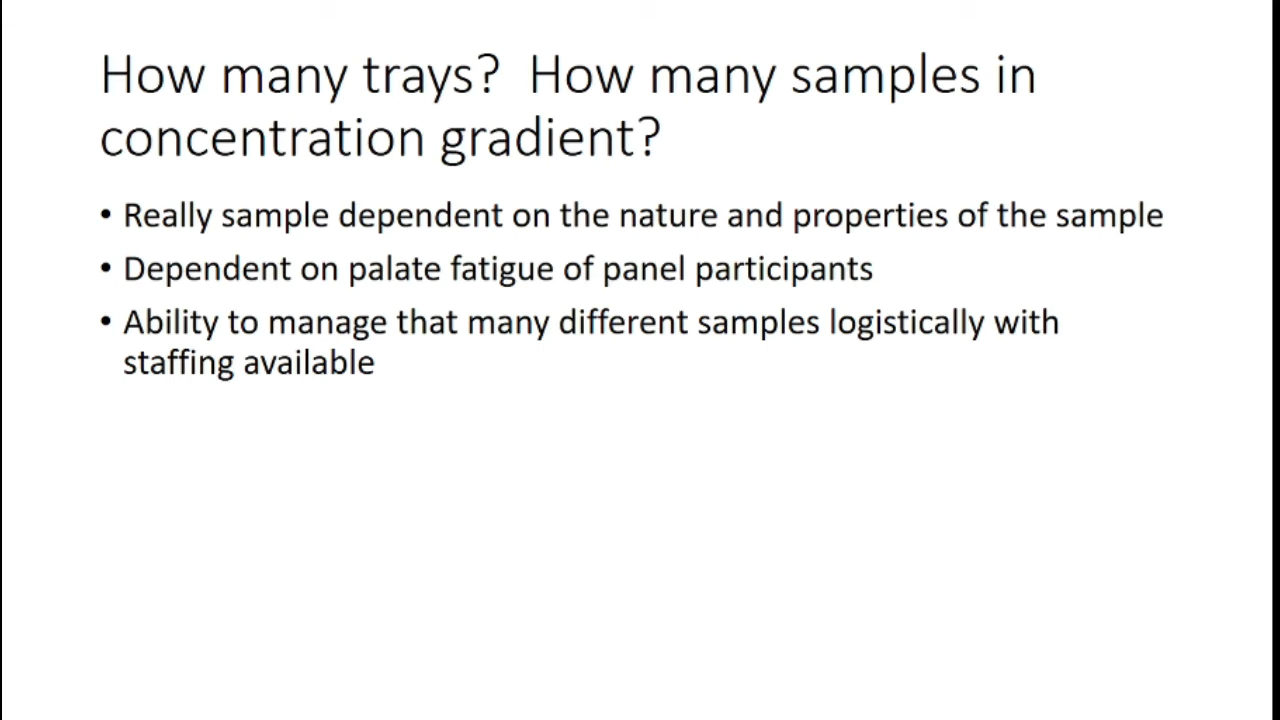 How many trays?  How many samples in
concentration gradient?
• Really sample dependent on the nature and properties of the sample
• Dependent on palate fatigue of panel participants
• Ability to manage that many different samples logistically with
staffing available